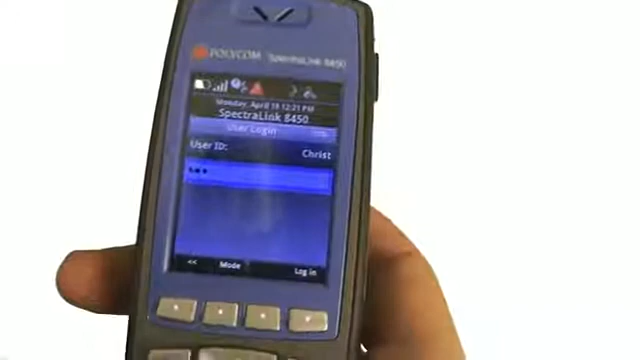 POLYCOM SpectraLink 8450
Monday, April 18 12:21 PM
SpectraLink 8450
User Login
User ID:
Christ
***
<< Mode Log in